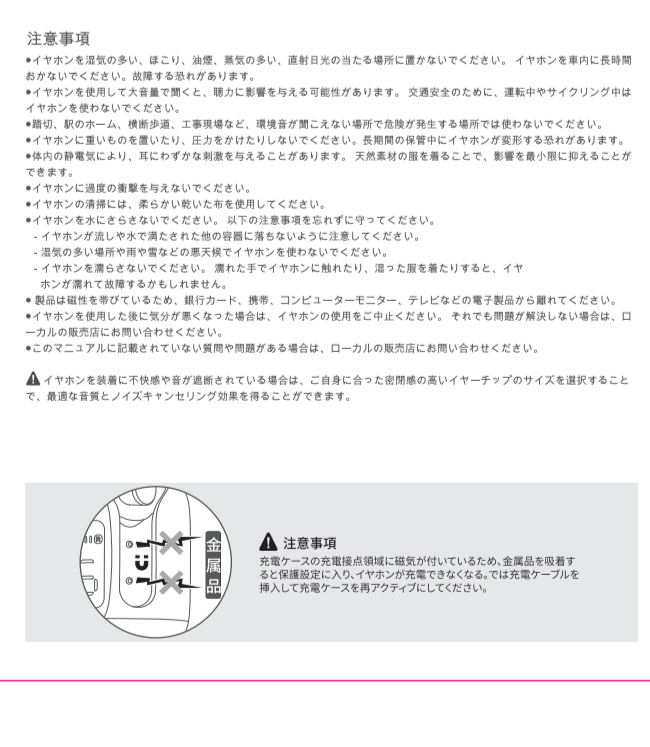 注意事項
●イヤホンを湿気の多い、ほこり、油煙、蒸気の多い、直射日光の当たる場所に置かないでください。 イヤホンを車内に長時間
おかないでください。故障する恐れがあります。
●イヤホンを使用して大音量で聞くと、聴力に影響を与える可能性があります。 交通安全のために、運転中やサイクリング中は
イヤホンを使わないでください。
●踏切、駅のホーム、横断歩道、工事現場など、環境音が聞こえない場所で危険が発生する場所では使わないでください。
●イヤホンに重いものを置いたり、圧力をかけたりしないでください。長期間の保管中にイヤホンが変形する恐れがあります。
●体内の静電気により、耳にわずかな刺激を与えることがあります。 天然素材の服を着ることで、影響を最小限に抑えることが
できます。
●イヤホンに過度の衝撃を与えないでください。
●イヤホンの清掃には、柔らかい乾いた布を使用してください。
●イヤホンを水にさらさないでください。 以下の注意事項を忘れずに守ってください。
- イヤホンが流しや水で満たされた他の容器に落ちないように注意してください。
- 湿気の多い場所や雨や雪などの悪天候でイヤホンを使わないでください。
- イヤホンを濡らさないでください。 濡れた手でイヤホンに触れたり、湿った服を着たりすると、イヤ
ホンが濡れて故障するかもしれません。
● 製品は磁性を帯びているため、銀行カード、携帯、コンピューターモニター、テレビなどの電子製品から離れてください。
●イヤホンを使用した後に気分が悪くなった場合は、イヤホンの使用をご中止ください。 それでも問題が解決しない場合は、ロ
ーカルの販売店にお問い合わせください。
●このマニュアルに記載されていない質問や問題がある場合は、ローカルの販売店にお問い合わせください。
イヤホンを装着に不快感や音が遮断されている場合は、ご自身に合った密閉感の高いイヤーチップのサイズを選択すること
で、最適な音質とノイズキャンセリング効果を得ることができます。
金属品
注意事項
充電ケースの充電接点領域に磁気が付いているため、金属品を吸着す
ると保護設定に入り、イヤホンが充電できなくなる。では充電ケーブルを
挿入して充電ケースを再アクティブにしてください。